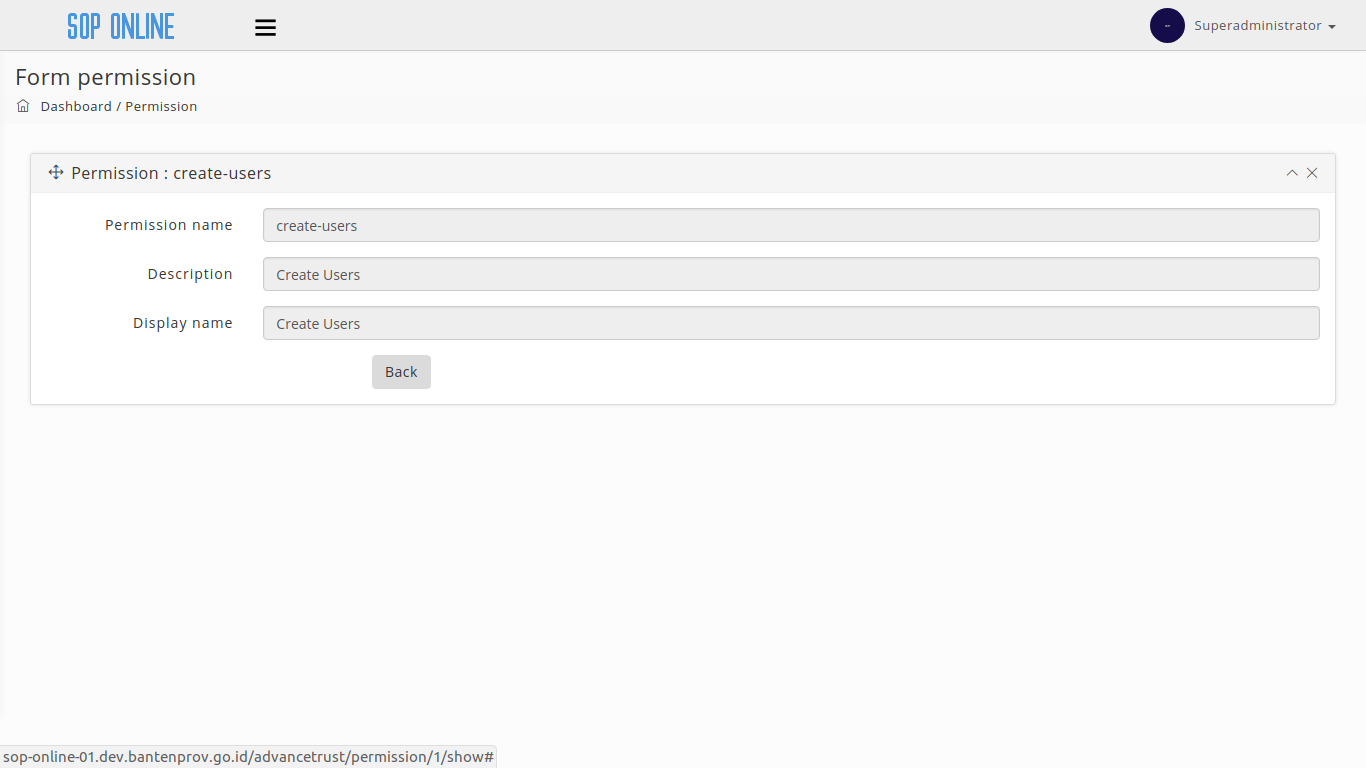 SOP ONLINE
Superadministrator
Form permission
Dashboard / Permission
Permission : create-users
Permission name
create-users
Description
Create Users
Display name
Create Users
Back
sop-online-01.dev.bantenprov.go.id/advancetrust/permission/1/show#